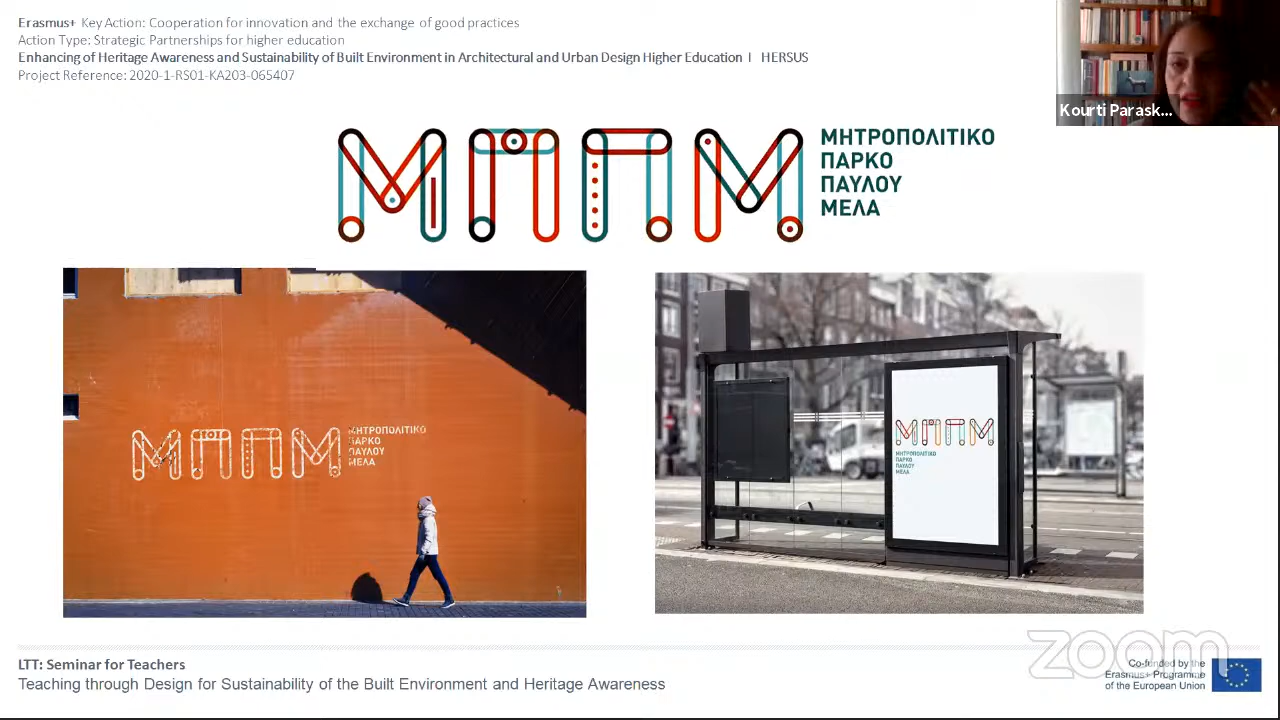 Erasmus+ Key Action: Cooperation for innovation and the exchange of good practices
Action Type: Strategic Partnerships for higher education
Enhancing of Heritage Awareness and Sustainability of Built Environment in Architectural and Urban Design Higher Education I HERSUS
Project Reference: 2020-1-RS01-KA203-065407
Kourti Parask...
ΜΠΠΜ
ΜΗΤΡΟΠΟΛΙΤΙΚΟ
ΠΑΡΚΟ
ΠΑΥΛΟΥ
ΜΕΛΑ
ΜΠΠΜ
ΜΗΤΡΟΠΟΛΙΤΙΚΟ
ΠΑΡΚΟ
ΠΑΥΛΟΥ
ΜΕΛΑ
ΜΠΠΜ
ΜΗΤΡΟΠΟΛΙΤΙΚΟ
ΠΑΡΚΟ
ΠΑΥΛΟΥ
ΜΕΛΑ
zoom
LTT: Seminar for Teachers
Teaching through Design for Sustainability of the Built Environment and Heritage Awareness
Co-funded by the
Erasmus+ Programme
of the European Union